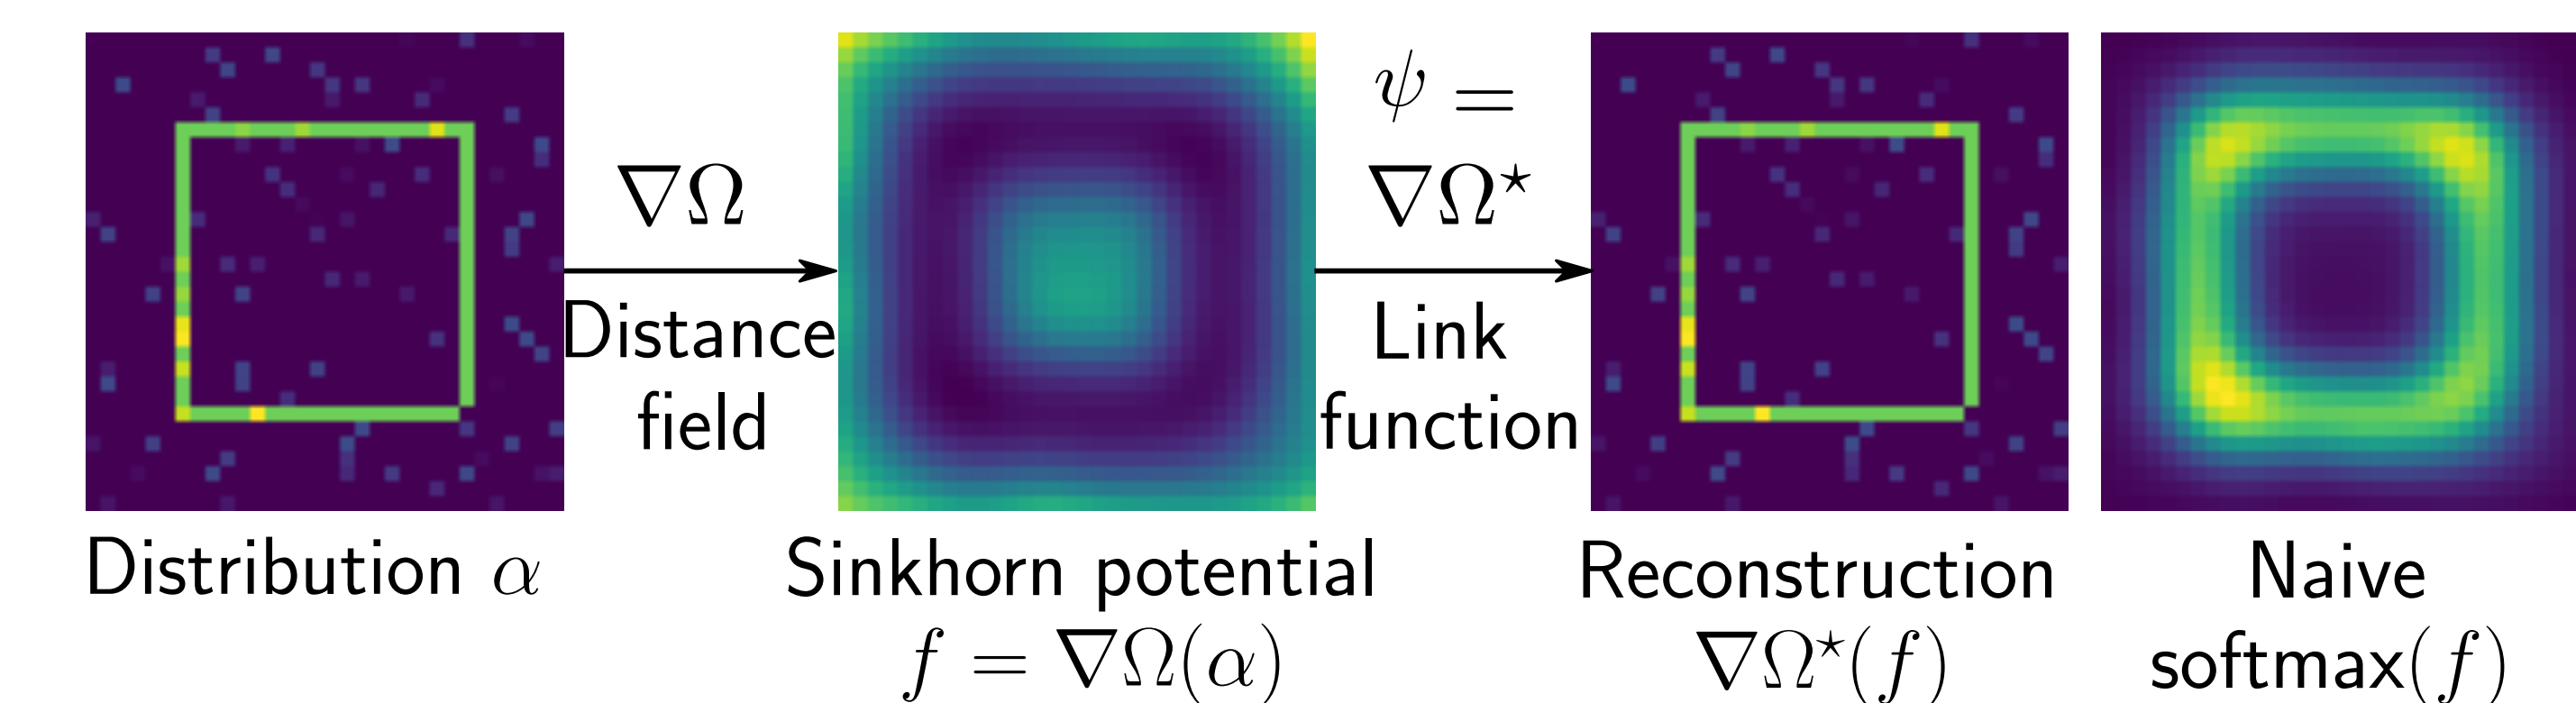 ∇Ω
Distance
field
ψ =
∇Ω⋆
Link
function
Distribution α
Sinkhorn potential
f = ∇Ω(α)
Reconstruction
∇Ω⋆(f)
Naive
softmax(f)